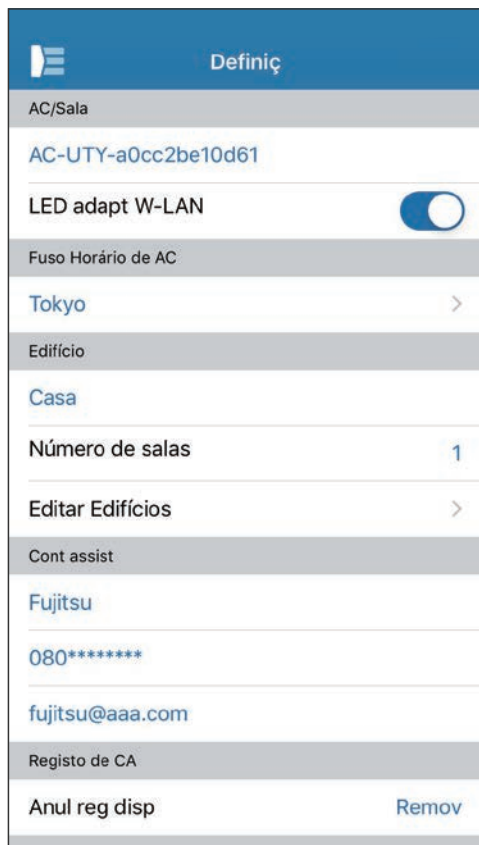 Definiç
AC/Sala
AC-UTY-a0cc2be10d61
LED adapt W-LAN
Fuso Horário de AC
Tokyo
Edifício
Casa
Número de salas 1
Editar Edifícios
Cont assist
Fujitsu
080********
fujitsu@aaa.com
Registo de CA
Anul reg disp Remov